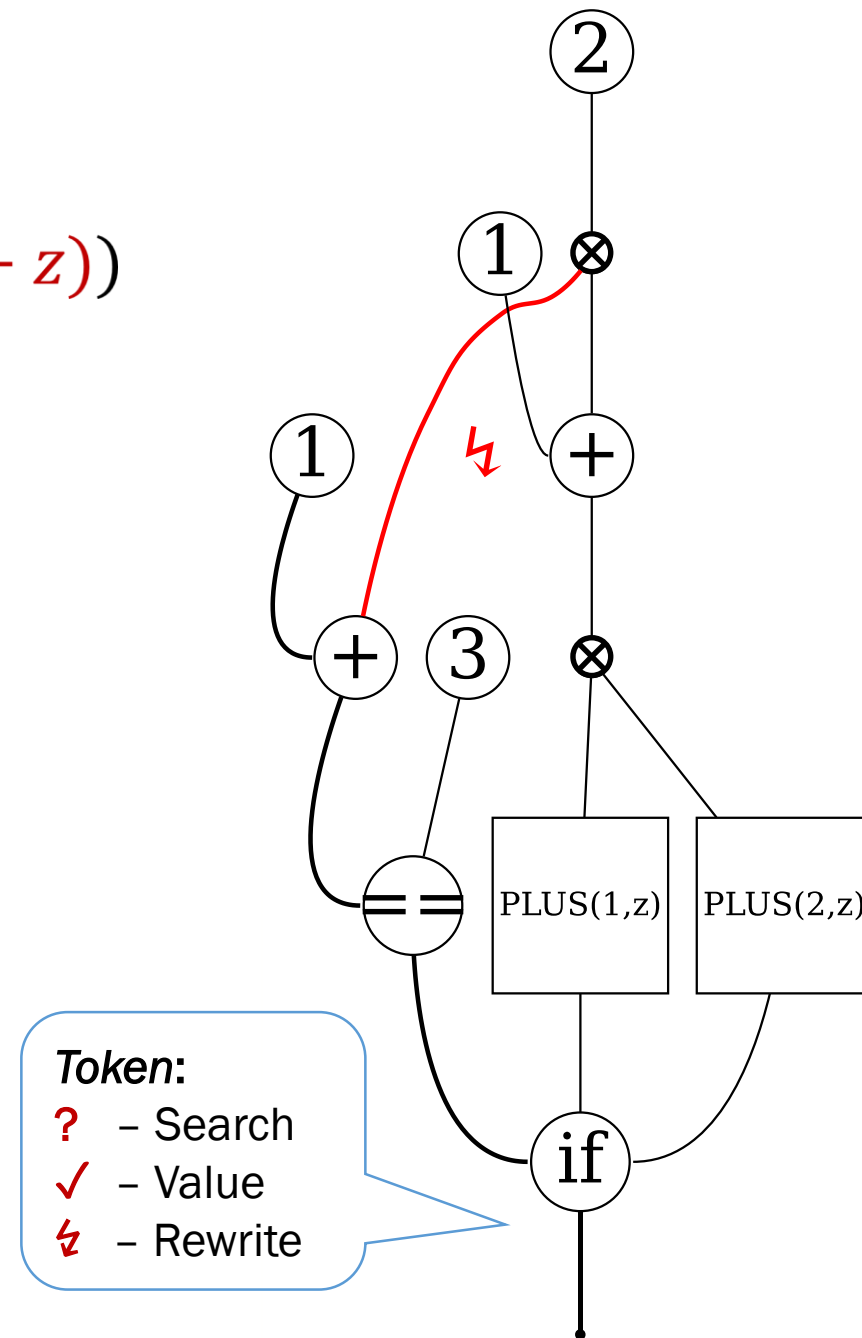 2
– z))
1
⊗
1
↯
+
+
3
⊗
==
PLUS(1,z)
PLUS(2,z)
Token:
? – Search
✓ – Value
↯ – Rewrite
if